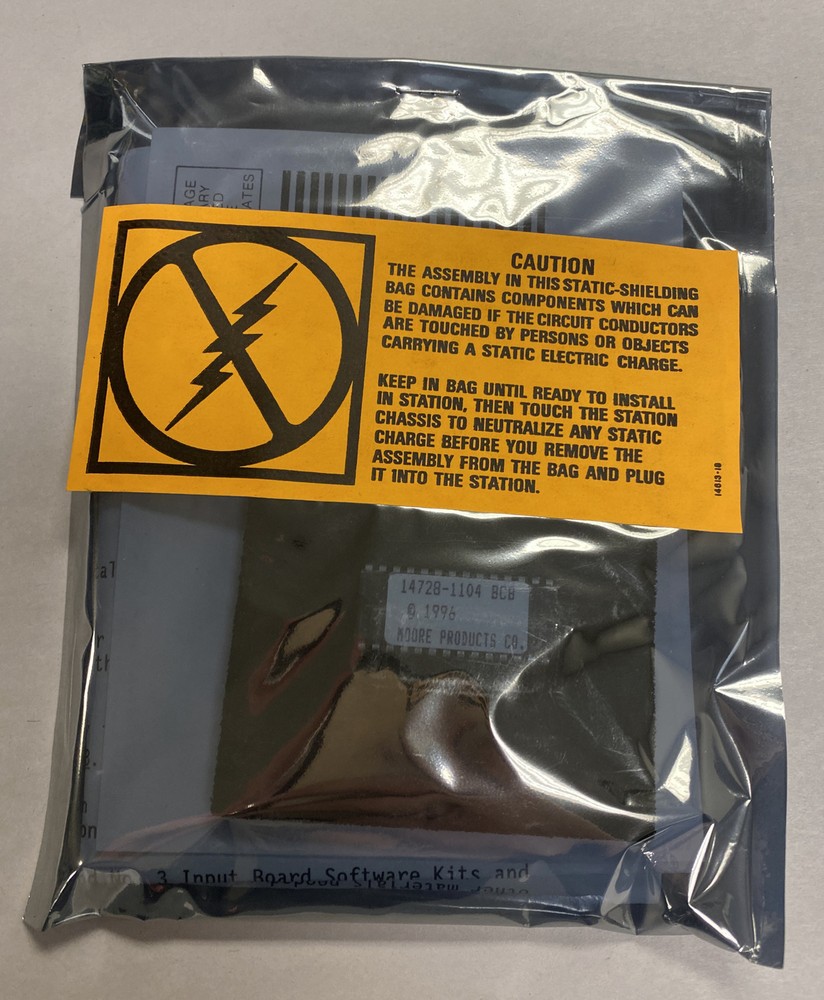 ATES
CAUTION
THE ASSEMBLY IN THIS STATIC-SHIELDING
BAG CONTAINS COMPONENTS WHICH CAN
BE DAMAGED IF THE CIRCUIT CONDUCTORS
ARE TOUCHED BY PERSONS OR OBJECTS
CARRYING A STATIC ELECTRIC CHARGE.
KEEP IN BAG UNTIL READY TO INSTALL
IN STATION, THEN TOUCH THE STATION
CHASSIS TO NEUTRALIZE ANY STATIC
CHARGE BEFORE YOU REMOVE THE
ASSEMBLY FROM THE BAG AND PLUG
IT INTO THE STATION.
14613-18
14728-1104
© 1996
MOORE PRODUCTS CO.
3 Input Board Software Kits and